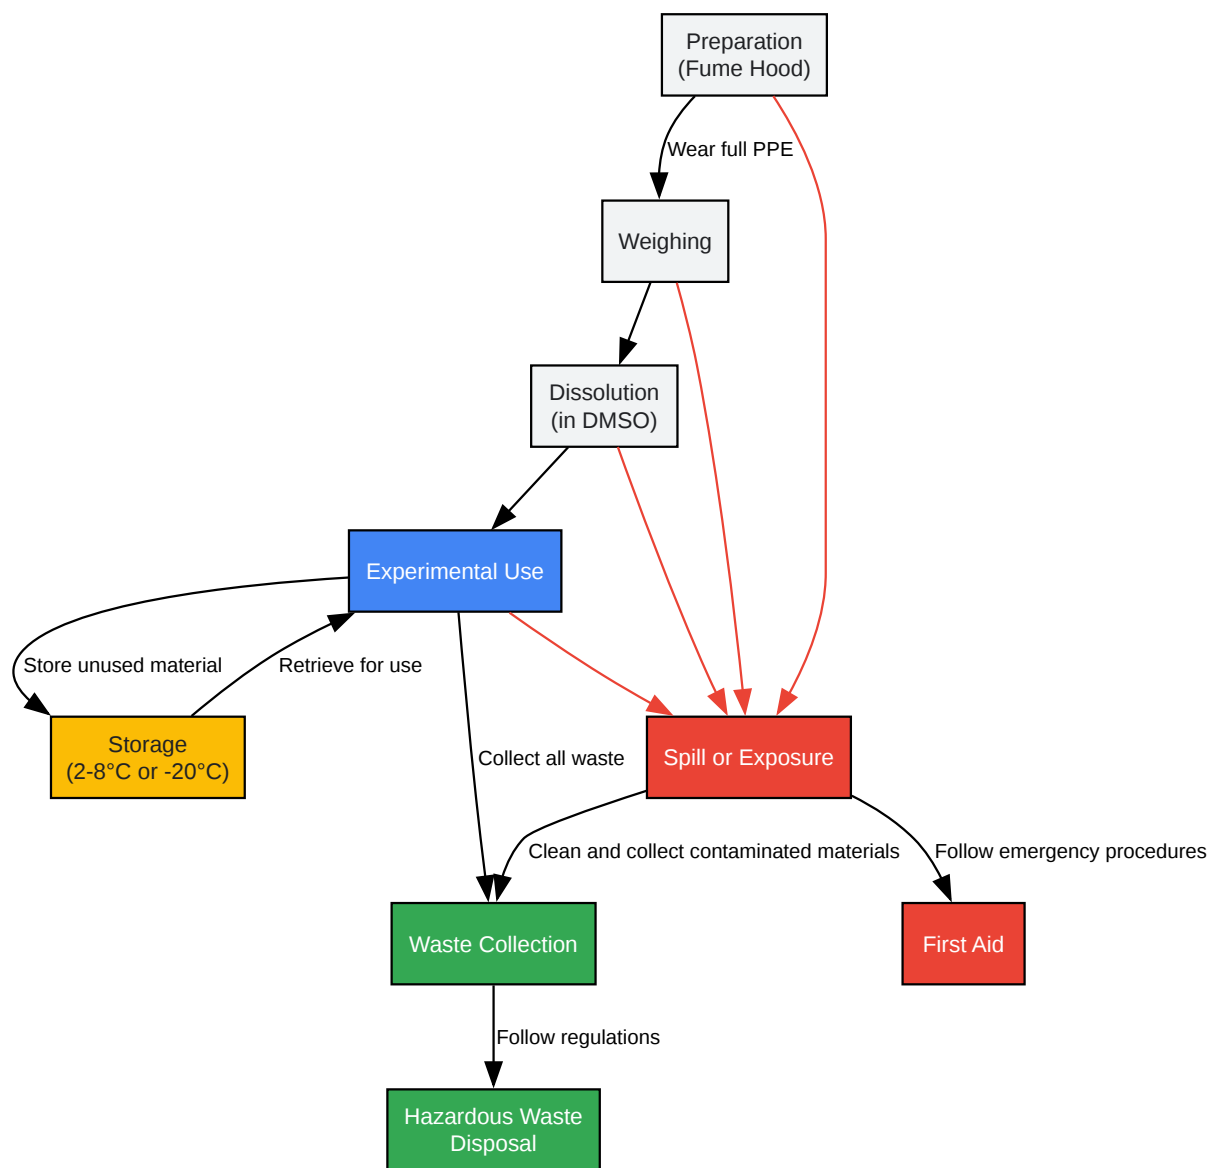 Preparation
(Fume Hood)
Wear full PPE
Weighing
Dissolution
(in DMSO)
Experimental Use
Store unused material
Retrieve for use
Storage
(2-8°C or -20°C)
Collect all waste
Spill or Exposure
Clean and collect contaminated materials
Follow emergency procedures
Waste Collection
First Aid
Follow regulations
Hazardous Waste
Disposal